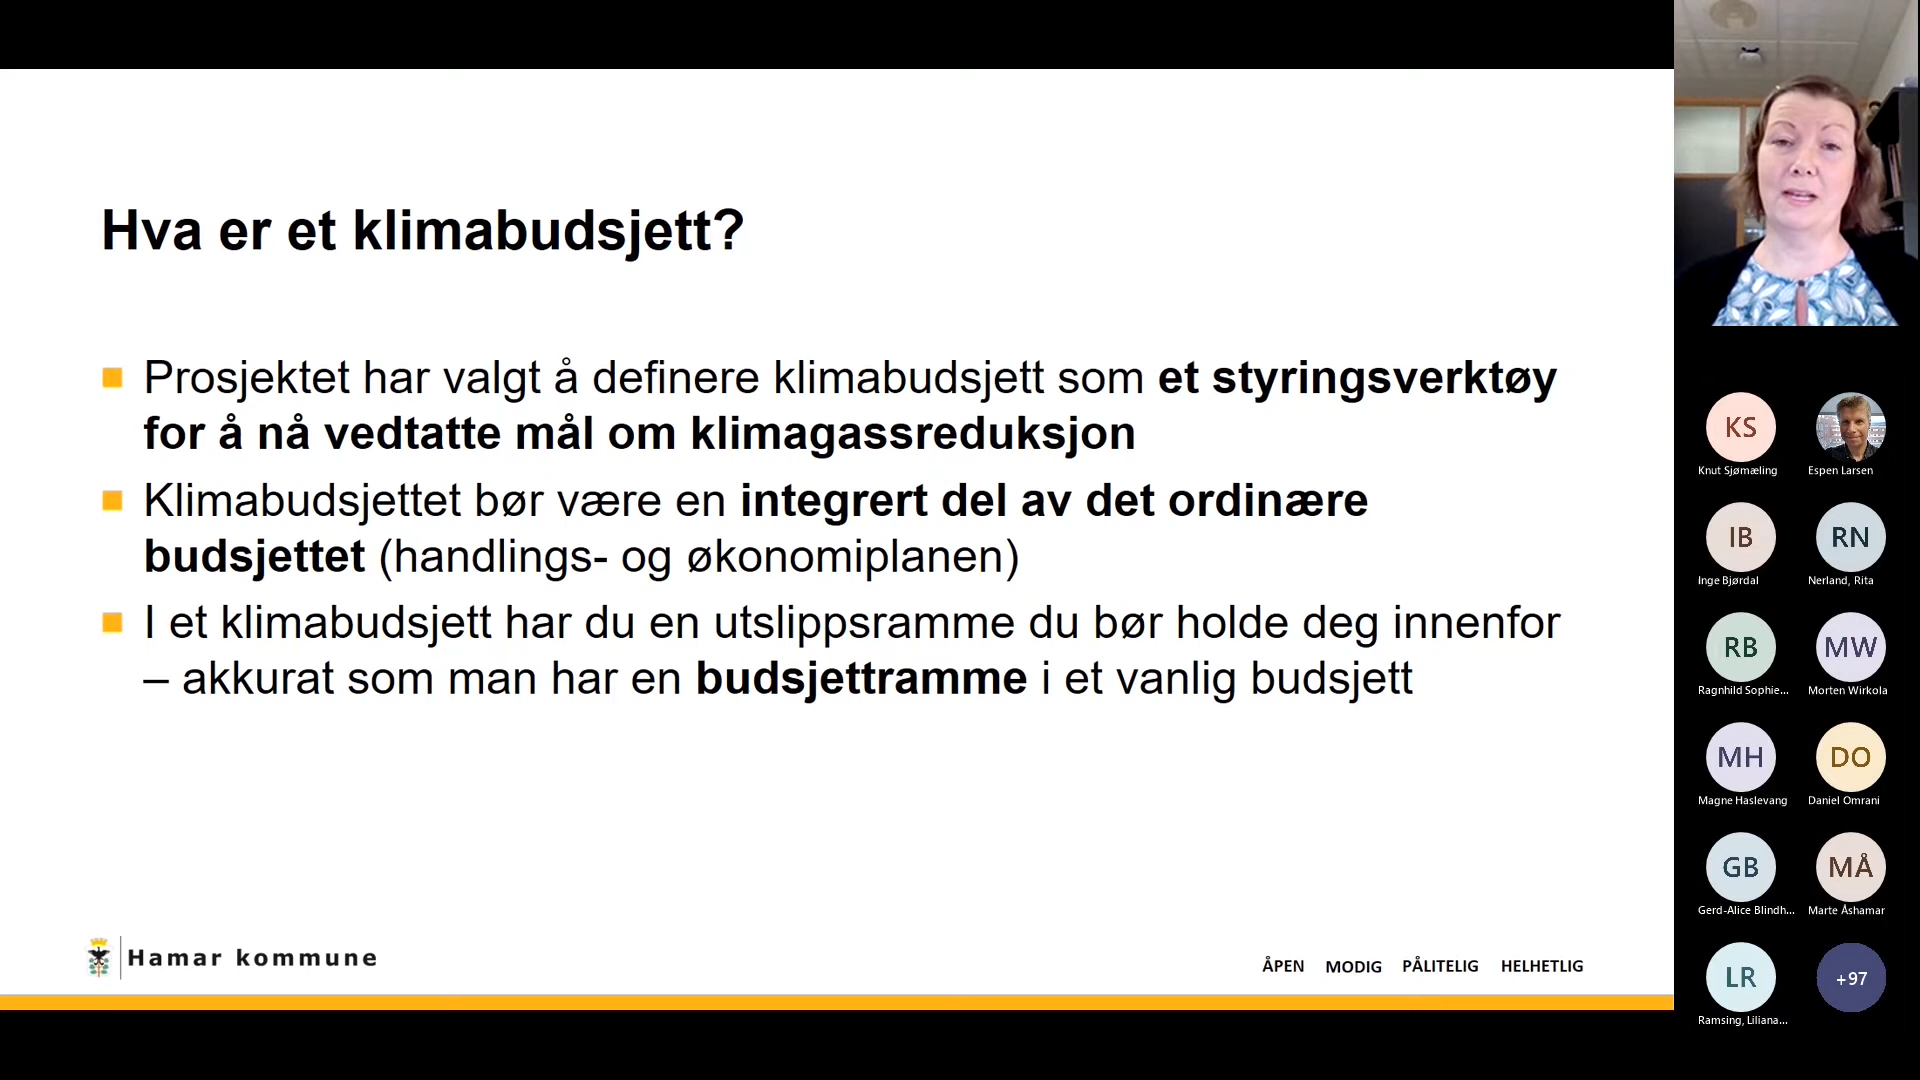 Hva er et klimabudsjett?
Prosjektet har valgt å definere klimabudsjett som et styringsverktøy
for å nå vedtatte mål om klimagassreduksjon
Klimabudsjettet bør være en integrert del av det ordinære
budsjettet (handlings- og økonomiplanen)
I et klimabudsjett har du en utslippsramme du bør holde deg innenfor
– akkurat som man har en budsjettramme i et vanlig budsjett
Hamar kommune
ÅPEN MODIG PÅLITELIG HELHETLIG
KS
Knut Sjømæling
Espen Larsen
IB
Inge Bjørdal
RN
Nerland, Rita
RB
Ragnhild Sophie...
MW
Morten Wirkola
MH
Magne Haslevang
DO
Daniel Omrani
GB
Gerd-Alice Blindh...
MÅ
Marte Åshamar
LR
Ramsing, Liliana...
+97